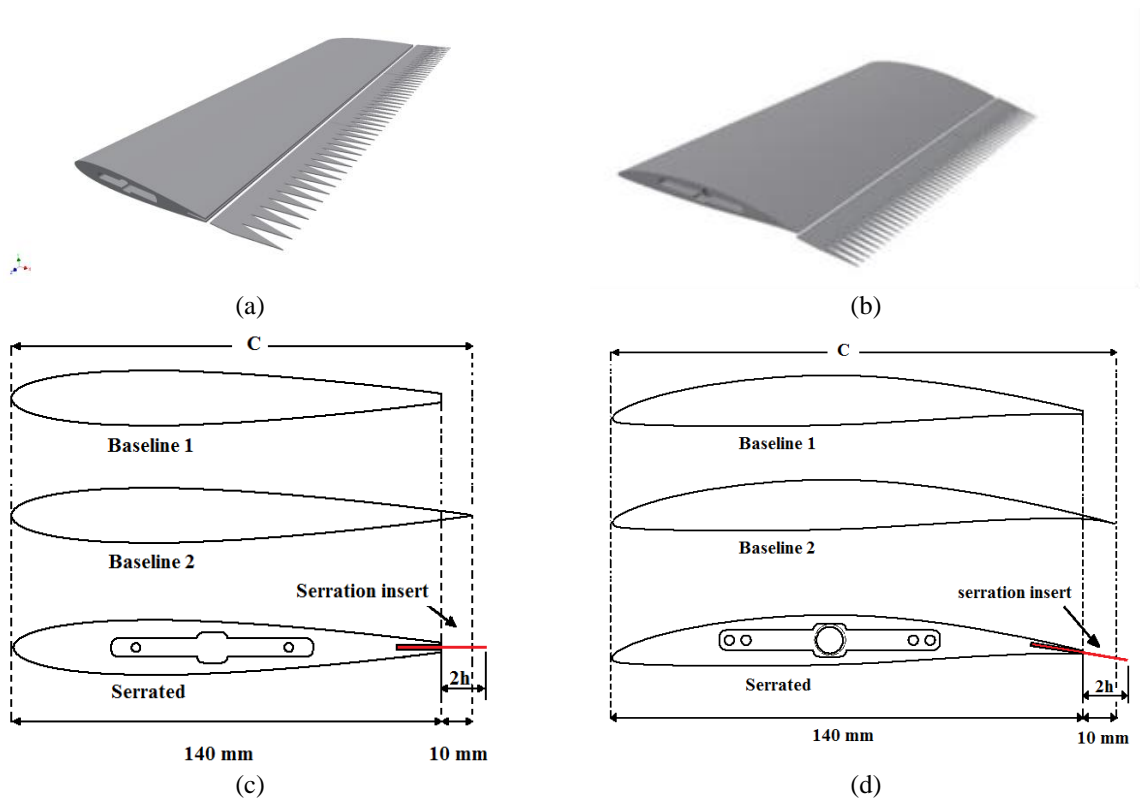 (a)
(b)
C
Baseline 1
Baseline 2
Serration insert
2h
Serrated
140 mm
10 mm
(c)
C
Baseline 1
Baseline 2
serration insert
2h
Serrated
140 mm
10 mm
(d)